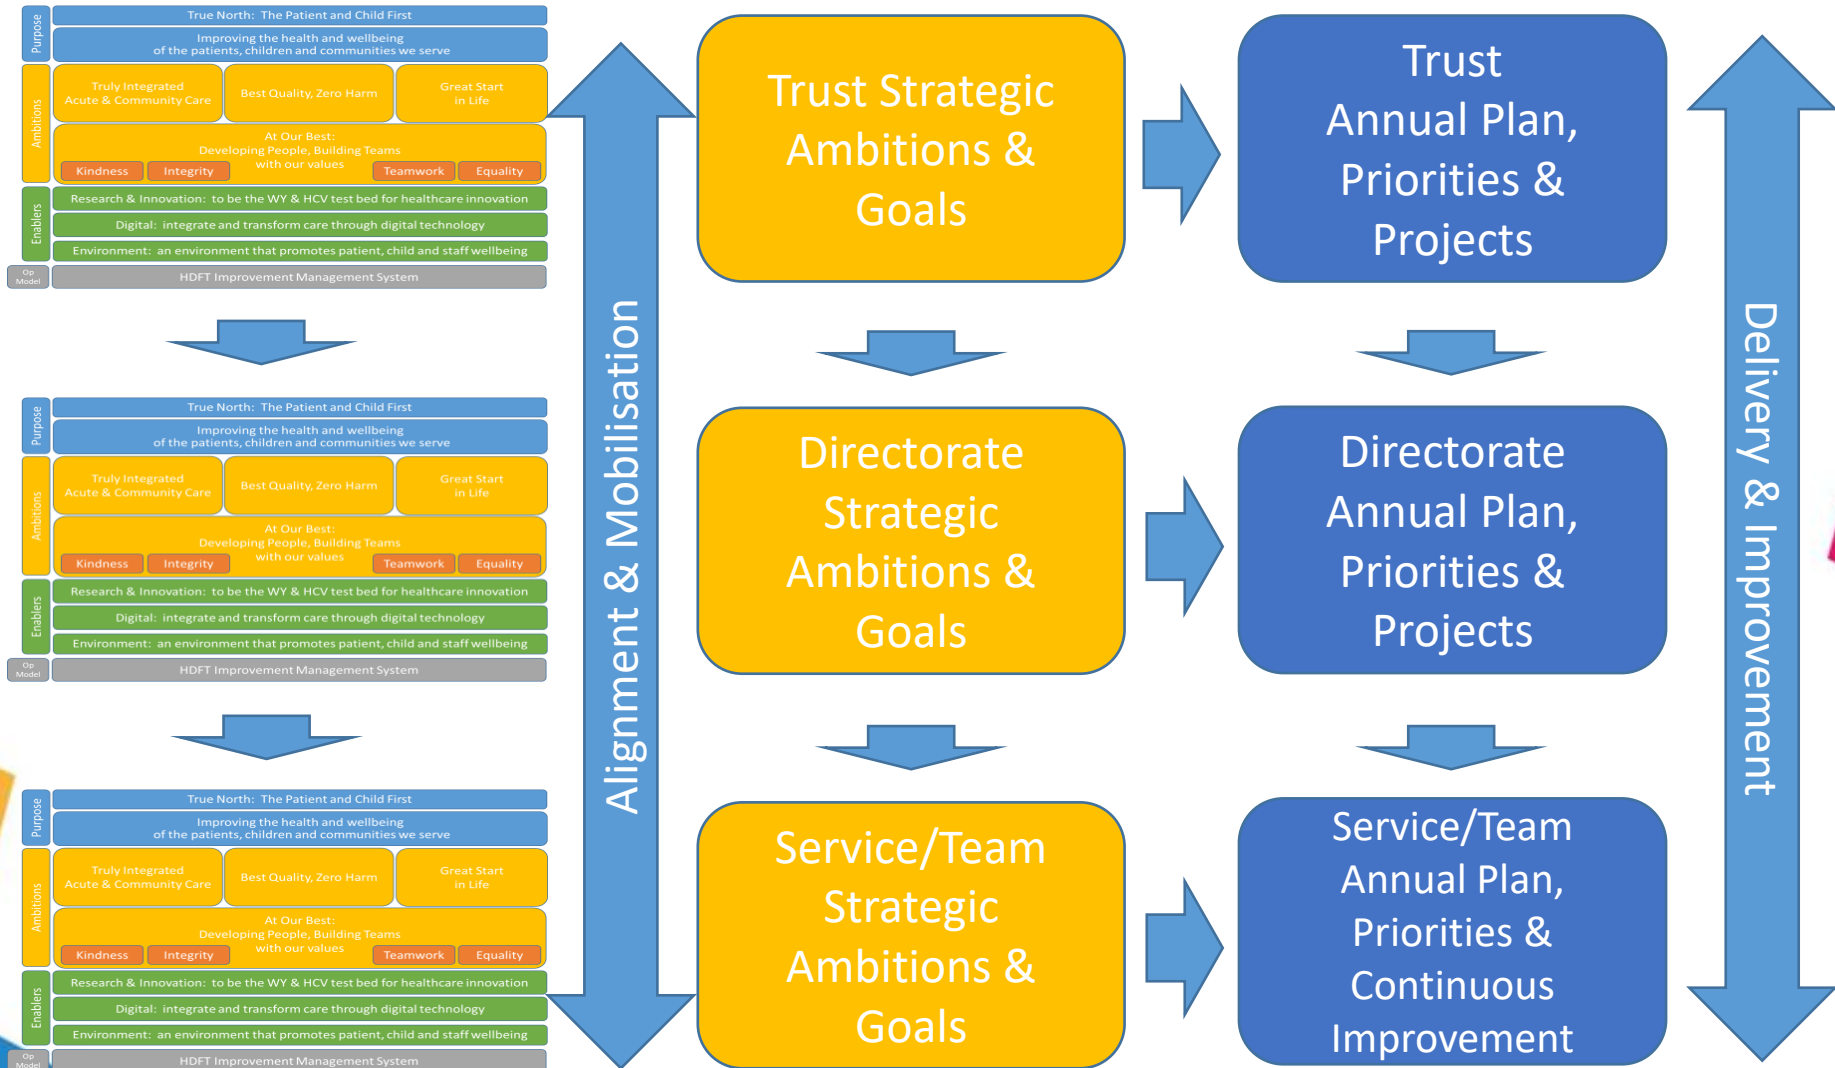 Purpose
True North: The Patient and Child First
Improving the health and wellbeing
of the patients, children and communities we serve
Ambitions
Truly Integrated
Acute & Community Care
Best Quality, Zero Harm
Great Start
in Life
At Our Best:
Developing People, Building Teams
with our values
Kindness
Integrity
Teamwork
Equality
Enablers
Research & Innovation: to be the WY & HCV test bed for healthcare innovation
Digital: integrate and transform care through digital technology
Environment: an environment that promotes patient, child and staff wellbeing
Op
Model
HDFT Improvement Management System
Purpose
True North: The Patient and Child First
Improving the health and wellbeing
of the patients, children and communities we serve
Ambitions
Truly Integrated
Acute & Community Care
Best Quality, Zero Harm
Great Start
in Life
At Our Best:
Developing People, Building Teams
with our values
Kindness
Integrity
Teamwork
Equality
Enablers
Research & Innovation: to be the WY & HCV test bed for healthcare innovation
Digital: integrate and transform care through digital technology
Environment: an environment that promotes patient, child and staff wellbeing
Op
Model
HDFT Improvement Management System
Purpose
True North: The Patient and Child First
Improving the health and wellbeing
of the patients, children and communities we serve
Ambitions
Truly Integrated
Acute & Community Care
Best Quality, Zero Harm
Great Start
in Life
At Our Best:
Developing People, Building Teams
with our values
Kindness
Integrity
Teamwork
Equality
Enablers
Research & Innovation: to be the WY & HCV test bed for healthcare innovation
Digital: integrate and transform care through digital technology
Environment: an environment that promotes patient, child and staff wellbeing
Op
Model
HDFT Improvement Management System
Alignment & Mobilisation
Trust Strategic
Ambitions &
Goals
Trust
Annual Plan,
Priorities &
Projects
Directorate
Strategic
Ambitions &
Goals
Directorate
Annual Plan,
Priorities &
Projects
Service/Team
Strategic
Ambitions &
Goals
Service/Team
Annual Plan,
Priorities &
Continuous
Improvement
Delivery & Improvement